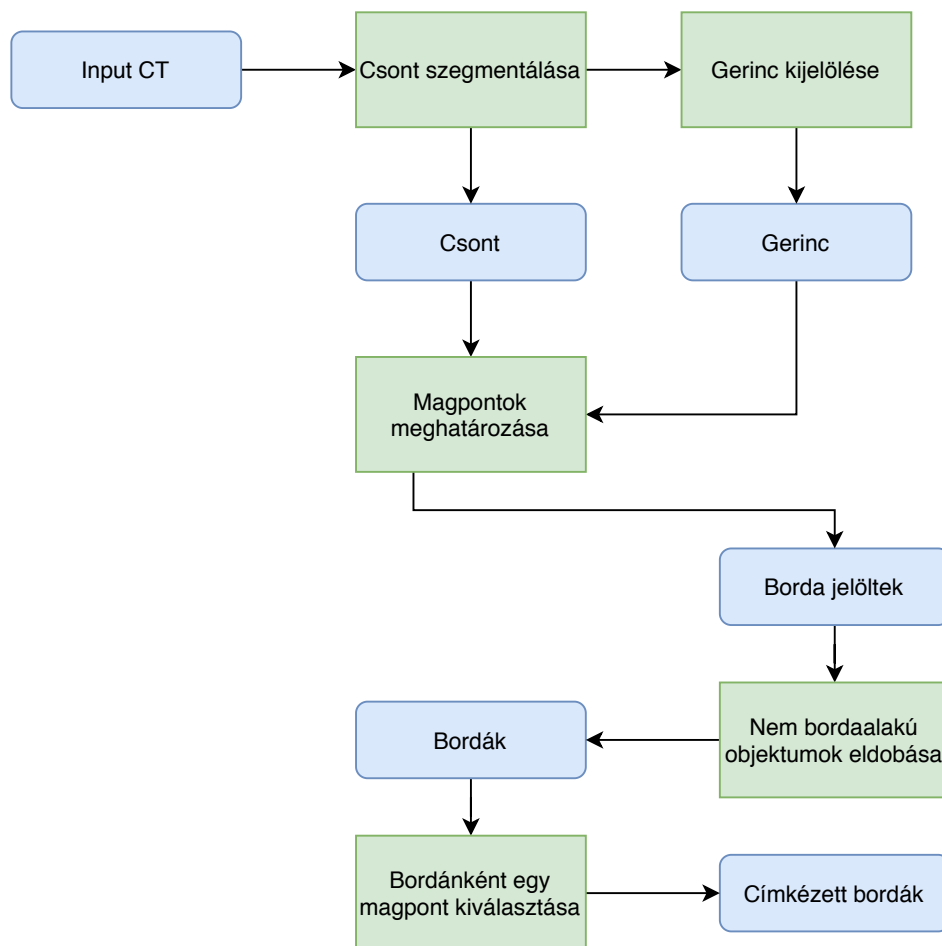 Input CT
Csont szegmentálása
Gerinc kijelölése
Csont
Gerinc
Magpontok
meghatározása
Borda jelöltek
Nem bordaalakú
objektumok eldobása
Bordák
Bordánként egy
magpont kiválasztása
Címkézett bordák